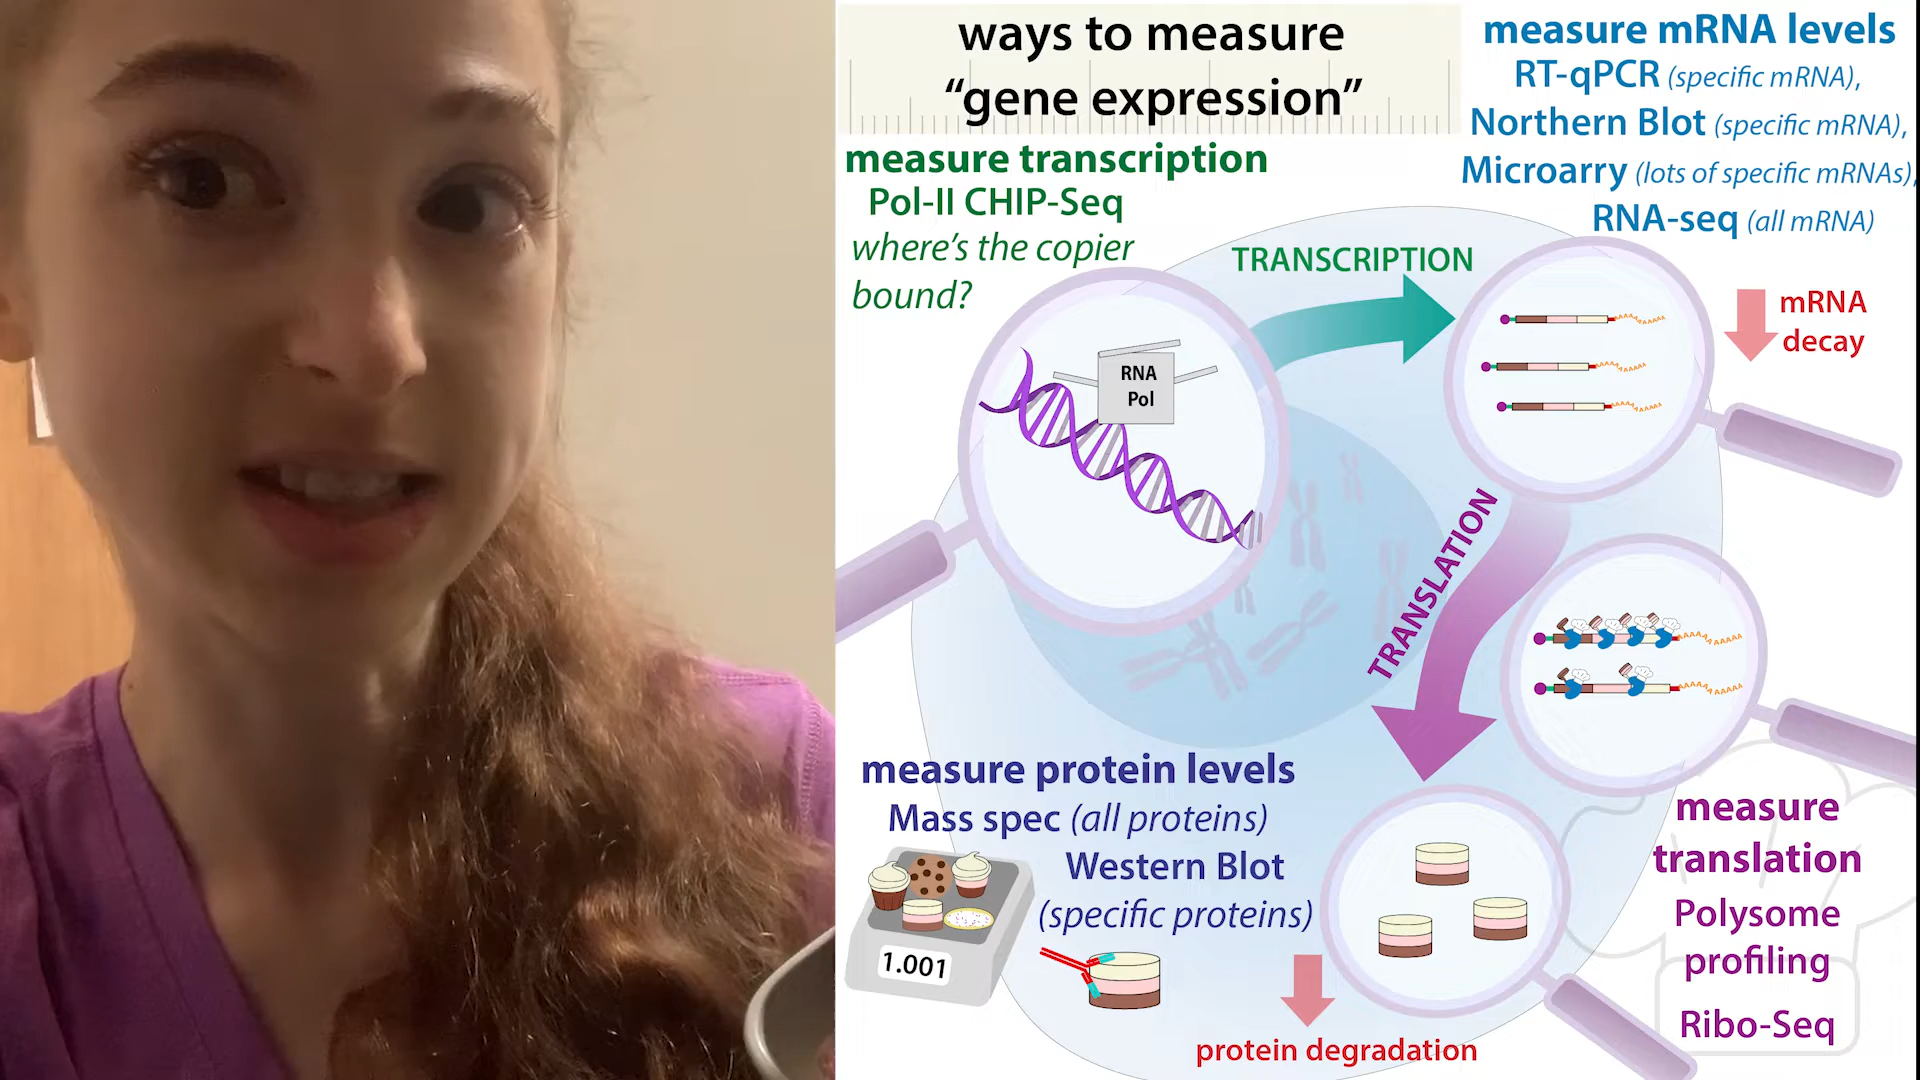 ways to measure
“gene expression”
measure transcription
Pol-II CHIP-Seq
where’s the copier
bound?
measure mRNA levels
RT-qPCR (specific mRNA),
Northern Blot (specific mRNA),
Microarry (lots of specific mRNAs),
RNA-seq (all mRNA)
TRANSCRIPTION
mRNA
decay
RNA
Pol
TRANSLATION
measure protein levels
Mass spec (all proteins)
Western Blot
(specific proteins)
1.001
protein degradation
measure
translation
Polysome
profiling
Ribo-Seq